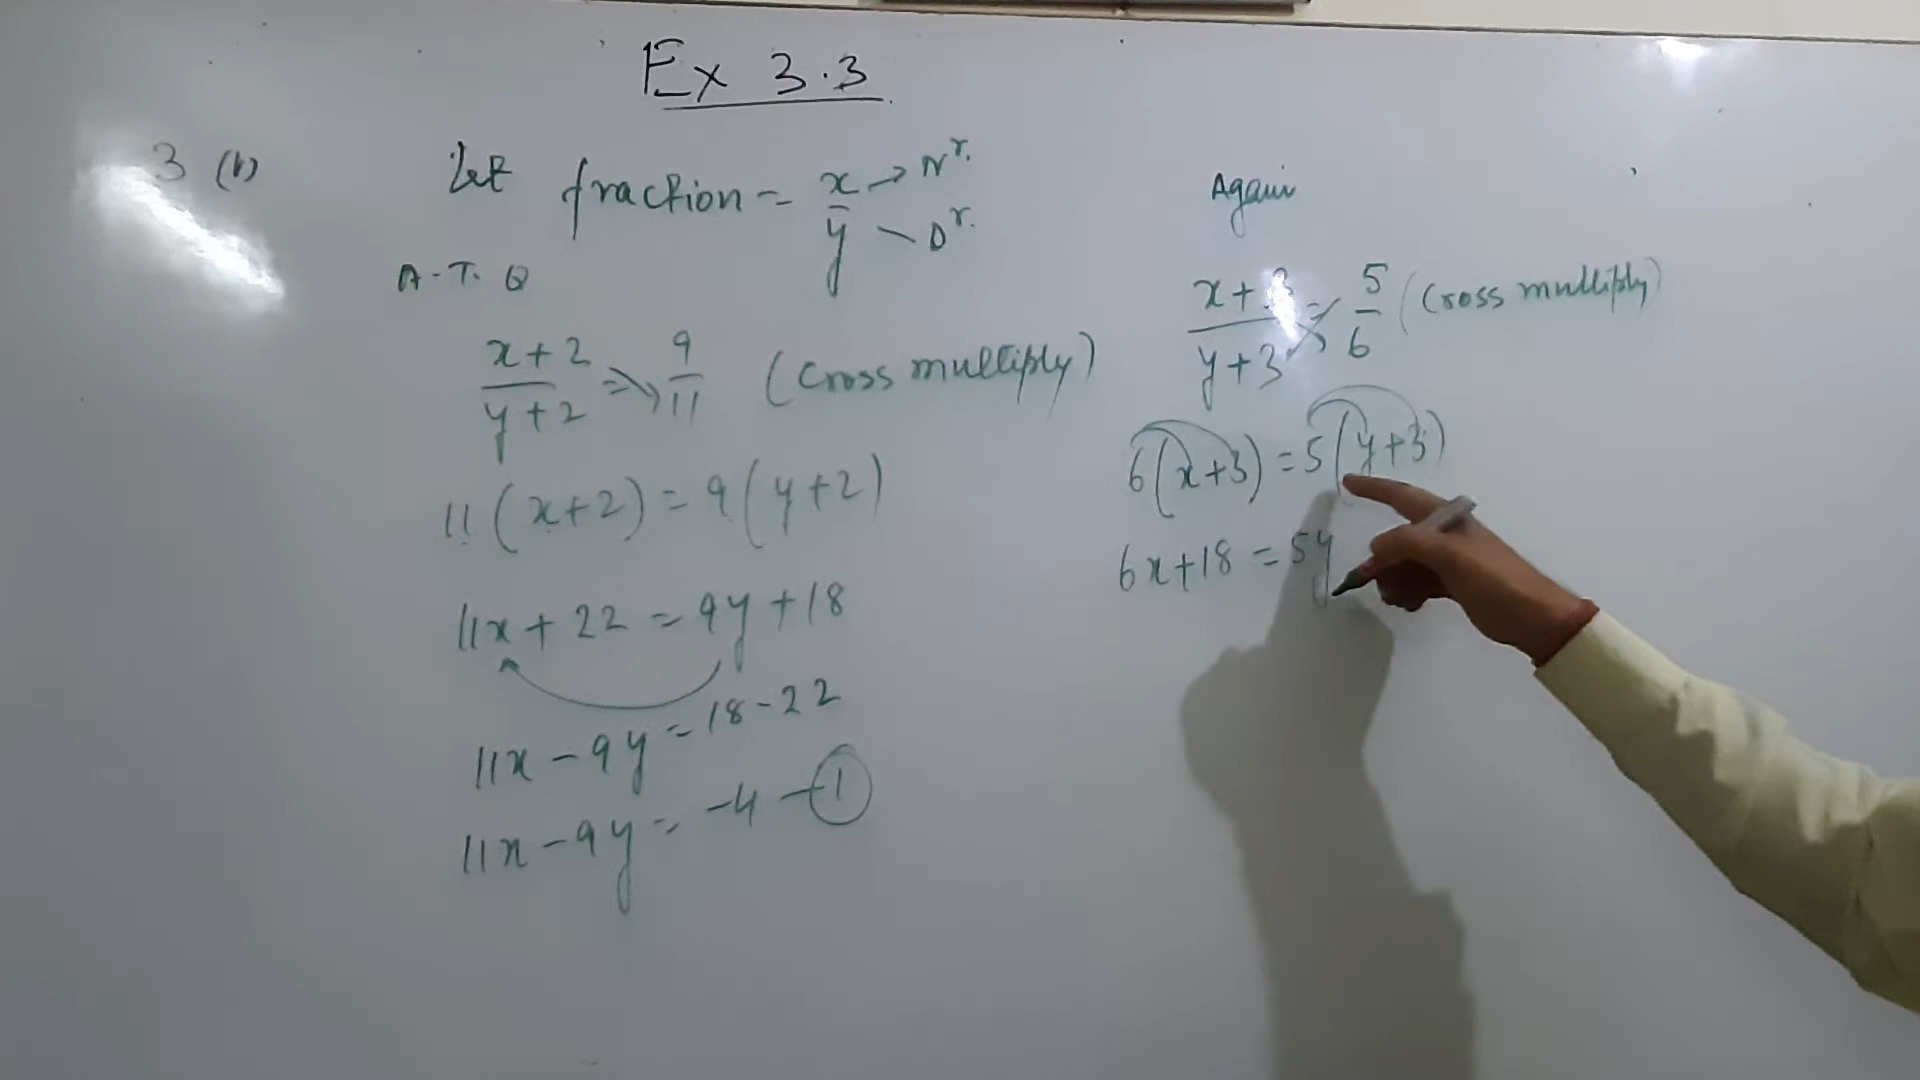 Ex 3.3
3 (v)
Let fraction = x/y
x → Nr.
y - Dr.
A.T.Q
x+2/y+2 = 9/11 (Cross multiply)
11(x+2) = 9(y+2)
11x+22 = 9y+18
11x-9y = 18-22
11x-9y = -4 - ①
Again
x+3/y+3 = 5/6 (Cross multiply)
6(x+3) = 5(y+3)
6x+18 = 5y